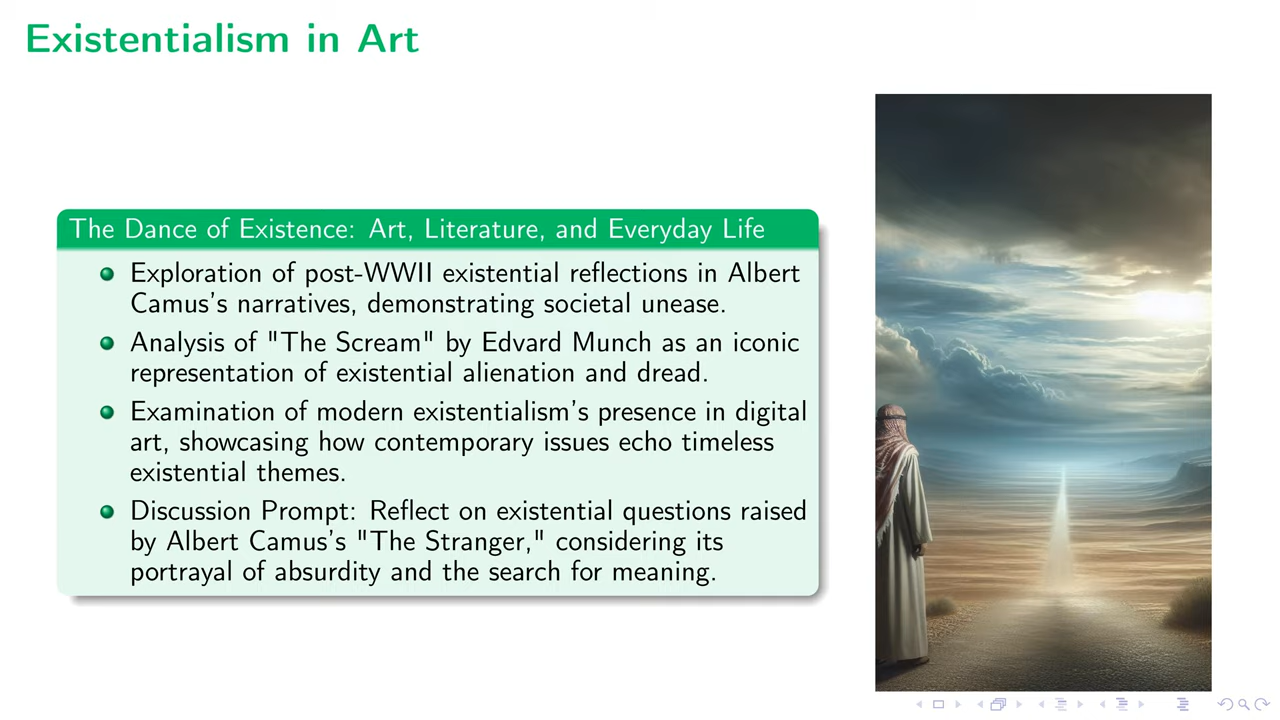 Existentialism in Art
The Dance of Existence: Art, Literature, and Everyday Life
Exploration of post-WWII existential reflections in Albert
Camus's narratives, demonstrating societal unease.
Analysis of "The Scream" by Edvard Munch as an iconic
representation of existential alienation and dread.
Examination of modern existentialism's presence in digital
art, showcasing how contemporary issues echo timeless
existential themes.
Discussion Prompt: Reflect on existential questions raised
by Albert Camus's "The Stranger," considering its
portrayal of absurdity and the search for meaning.